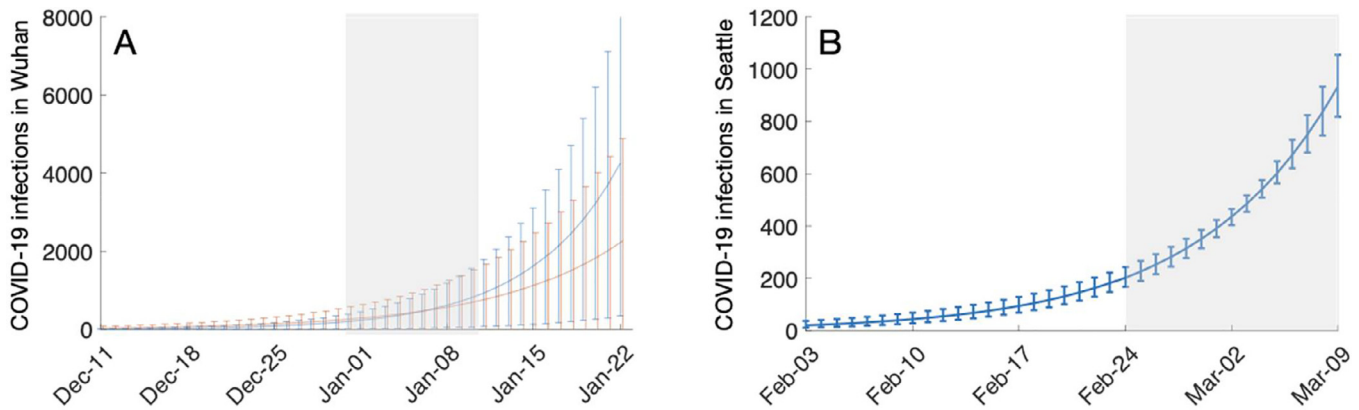 A
COVID-19 infections in Wuhan
8000
6000
4000
2000
0
Dec-11
Dec-18
Dec-25
Jan-01
Jan-08
Jan-15
Jan-22
B
COVID-19 infections in Seattle
1200
1000
800
600
400
200
0
Feb-03
Feb-10
Feb-17
Feb-24
Mar-02
Mar-09